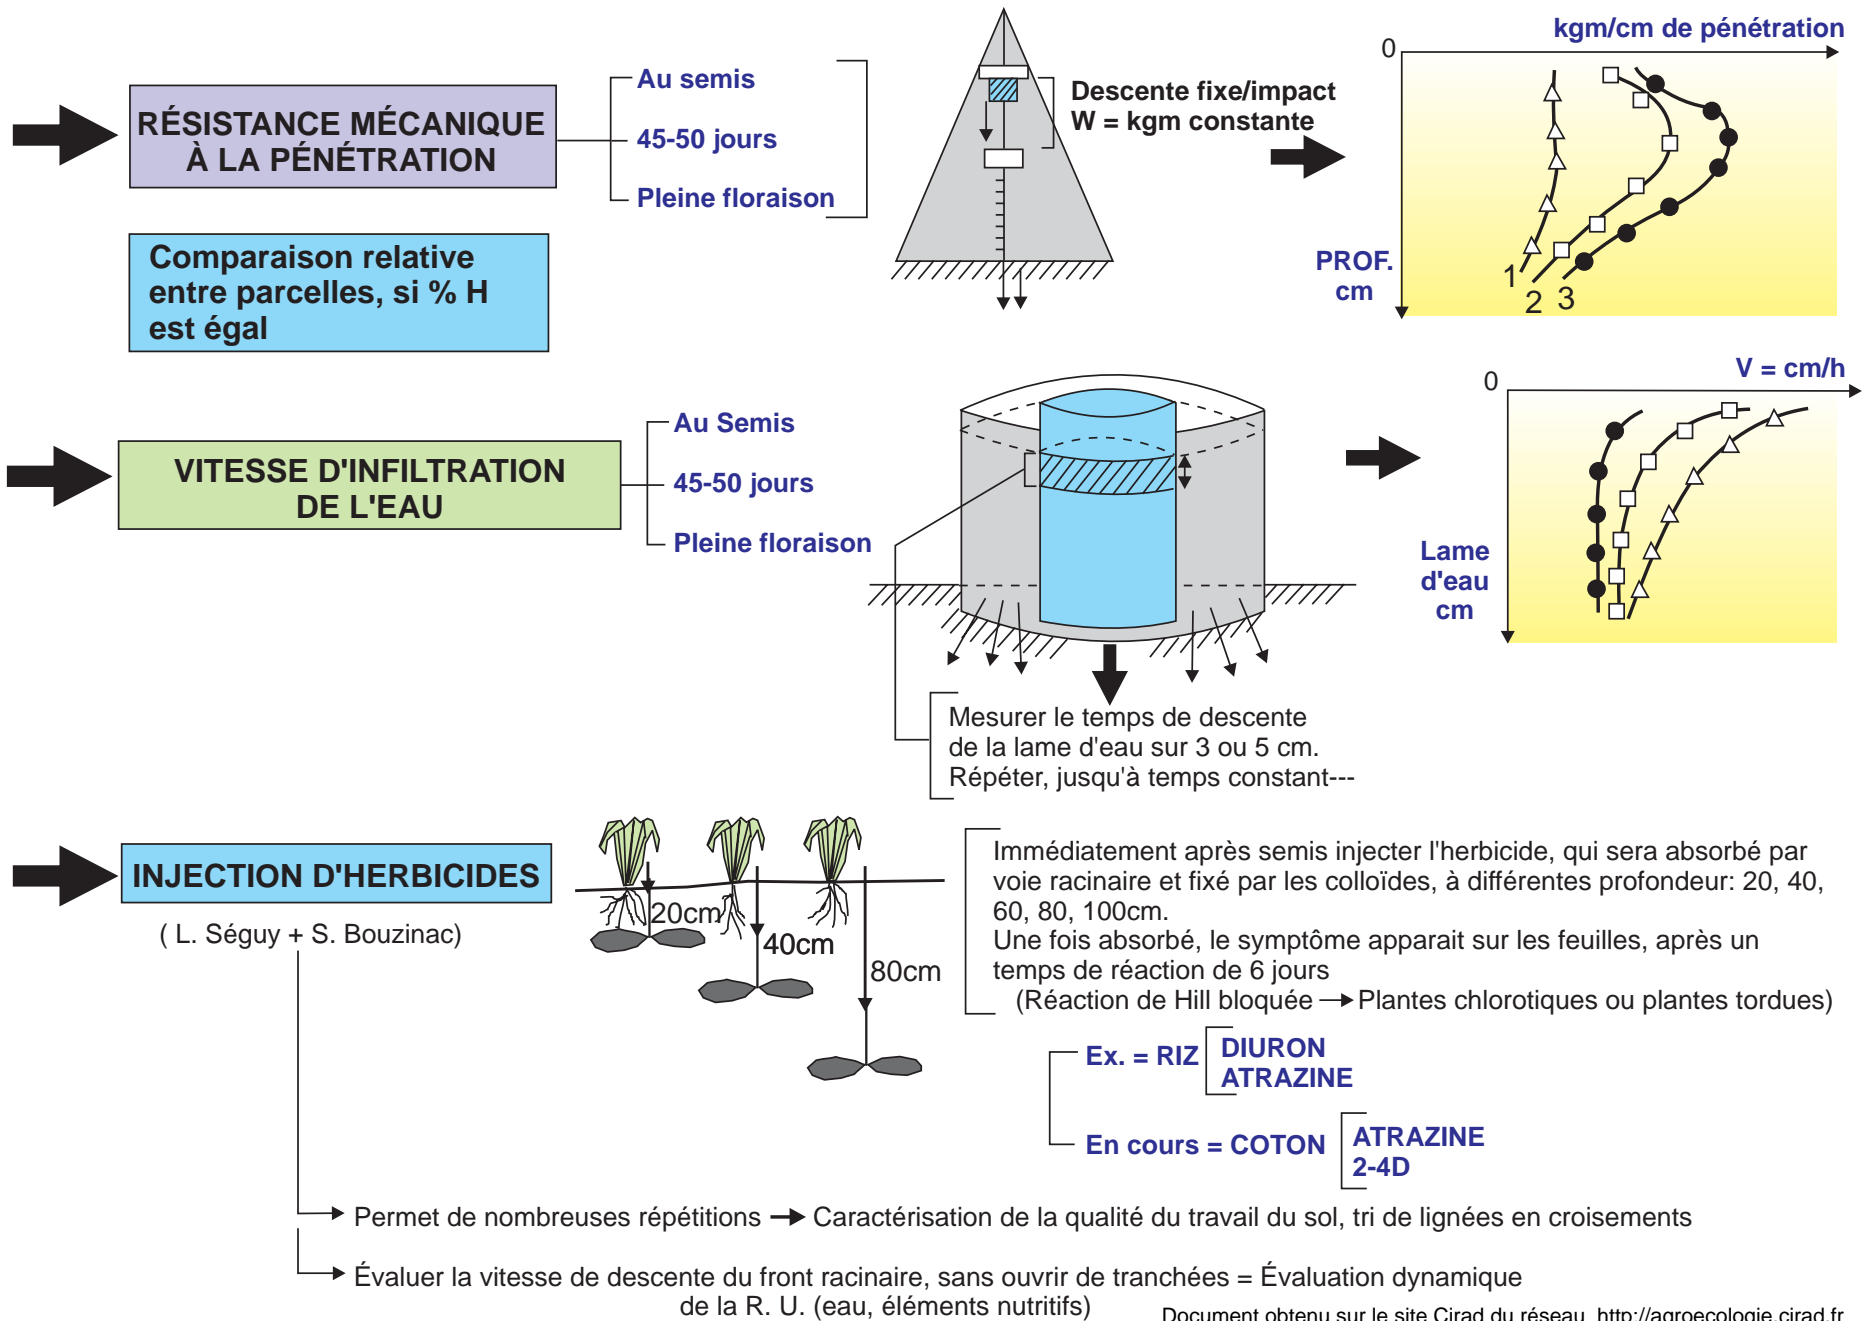 RÉSISTANCE MÉCANIQUE
À LA PÉNÉTRATION
Au semis
45-50 jours
Pleine floraison
Descente fixe/impact
W = kgm constante
kgm/cm de pénétration
0
PROF.
cm
1
2
3
Comparaison relative
entre parcelles, si % H
est égal
VITESSE D'INFILTRATION
DE L'EAU
Au Semis
45-50 jours
Pleine floraison
V = cm/h
0
Lame
d'eau
cm
Mesurer le temps de descente
de la lame d'eau sur 3 ou 5 cm.
Répéter, jusqu'à temps constant---
INJECTION D'HERBICIDES
( L. Séguy + S. Bouzinac)
20cm
40cm
80cm
Immédiatement après semis injecter l'herbicide, qui sera absorbé par
voie racinaire et fixé par les colloïdes, à différentes profondeur: 20, 40,
60, 80, 100cm.
Une fois absorbé, le symptôme apparait sur les feuilles, après un
temps de réaction de 6 jours
(Réaction de Hill bloquée → Plantes chlorotiques ou plantes tordues)
Ex. = RIZ
DIURON
ATRAZINE
En cours = COTON
ATRAZINE
2-4D
Permet de nombreuses répétitions → Caractérisation de la qualité du travail du sol, tri de lignées en croisements
Évaluer la vitesse de descente du front racinaire, sans ouvrir de tranchées = Évaluation dynamique
de la R. U. (eau, éléments nutritifs)
Document obtenu sur le site Cirad du réseau http://agroecologie.cirad.fr